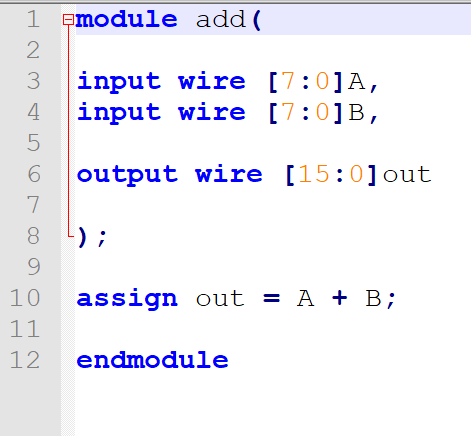 1 module add(
2
3 input wire [7:0]A,
4 input wire [7:0]B,
5
6 output wire [15:0]out
7
8 );
9
10 assign out = A + B;
11
12 endmodule